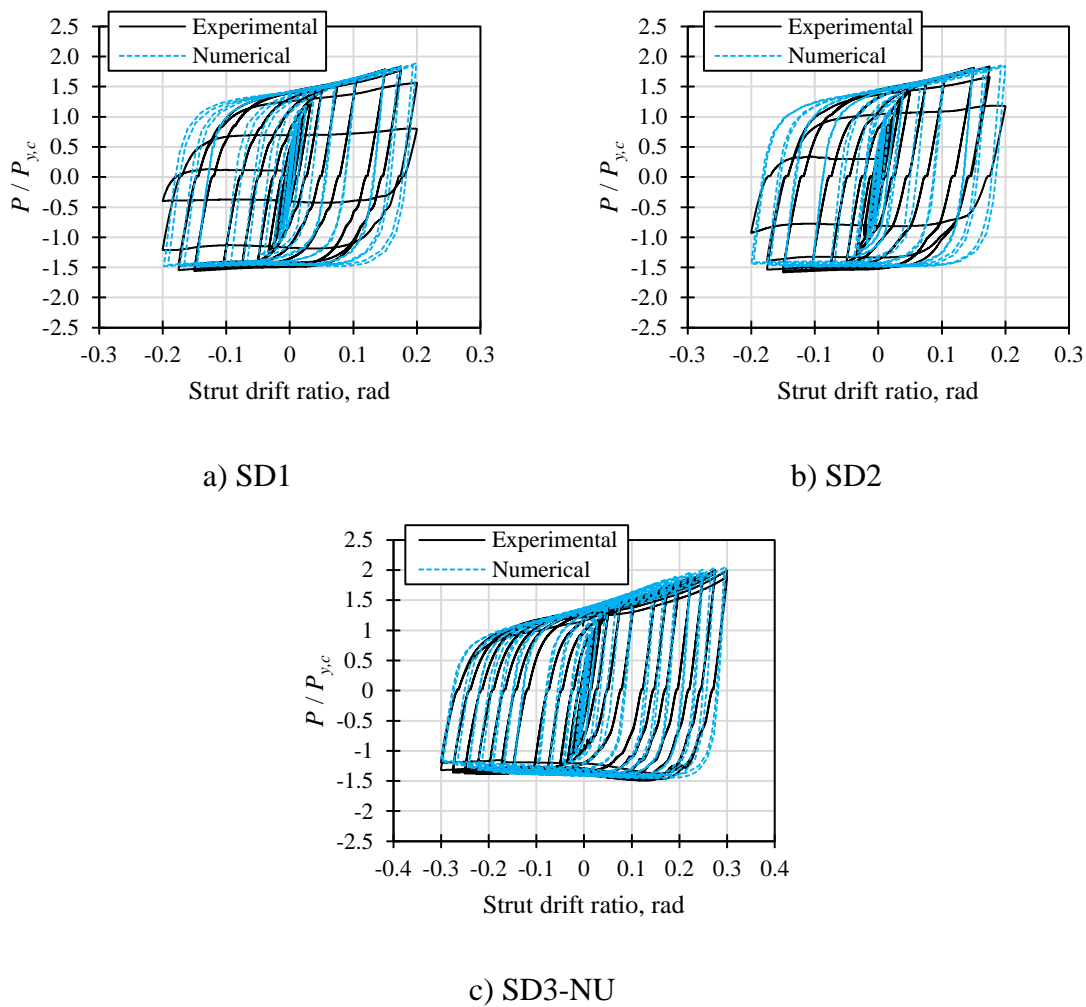 Experimental
Numerical
2.5
2.0
1.5
1.0
0.5
0.0
-0.5
-1.0
-1.5
-2.0
-2.5
P / Py,c
-0.3 -0.2 -0.1 0 0.1 0.2 0.3
Strut drift ratio, rad
a) SD1
Experimental
Numerical
2.5
2.0
1.5
1.0
0.5
0.0
-0.5
-1.0
-1.5
-2.0
-2.5
P / Py,c
-0.3 -0.2 -0.1 0 0.1 0.2 0.3
Strut drift ratio, rad
b) SD2
Experimental
Numerical
2.5
2
1.5
1
0.5
0
-0.5
-1
-1.5
-2
-2.5
P / Py,c
-0.4 -0.3 -0.2 -0.1 0 0.1 0.2 0.3 0.4
Strut drift ratio, rad
c) SD3-NU